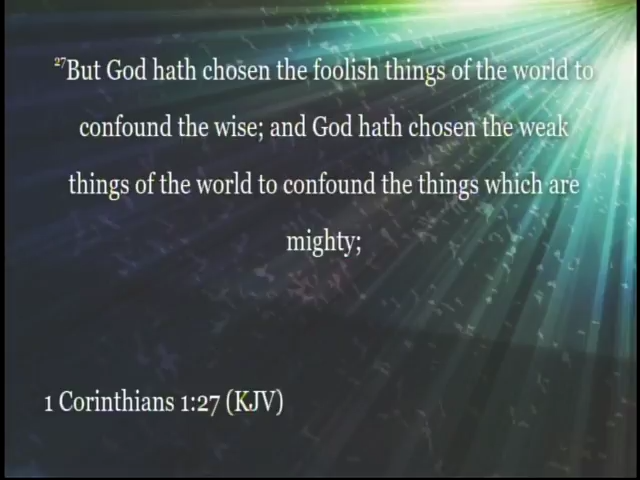 27But God hath chosen the foolish things of the world to
confound the wise; and God hath chosen the weak
things of the world to confound the things which are
mighty;
1 Corinthians 1:27 (KJV)